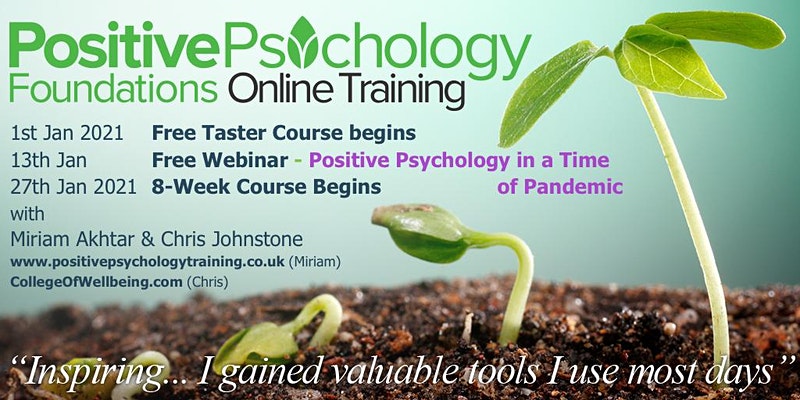 Positive Psychology
Foundations Online Training
1st Jan 2021 Free Taster Course begins
13th Jan Free Webinar - Positive Psychology in a Time
of Pandemic
27th Jan 2021 8-Week Course Begins
with
Miriam Akhtar & Chris Johnstone
www.positivepsychologytraining.co.uk (Miriam)
CollegeOfWellbeing.com (Chris)
“Inspiring... I gained valuable tools I use most days”